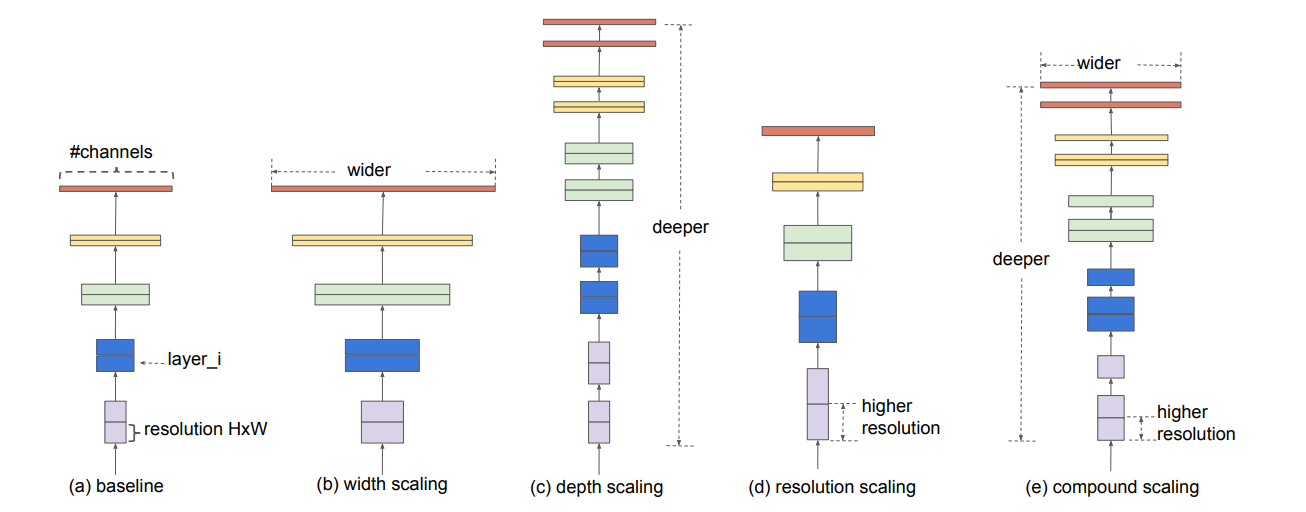 #channels
layer_i
resolution HxW
(a) baseline
wider
(b) width scaling
deeper
(c) depth scaling
higher
resolution
(d) resolution scaling
wider
deeper
higher
resolution
(e) compound scaling